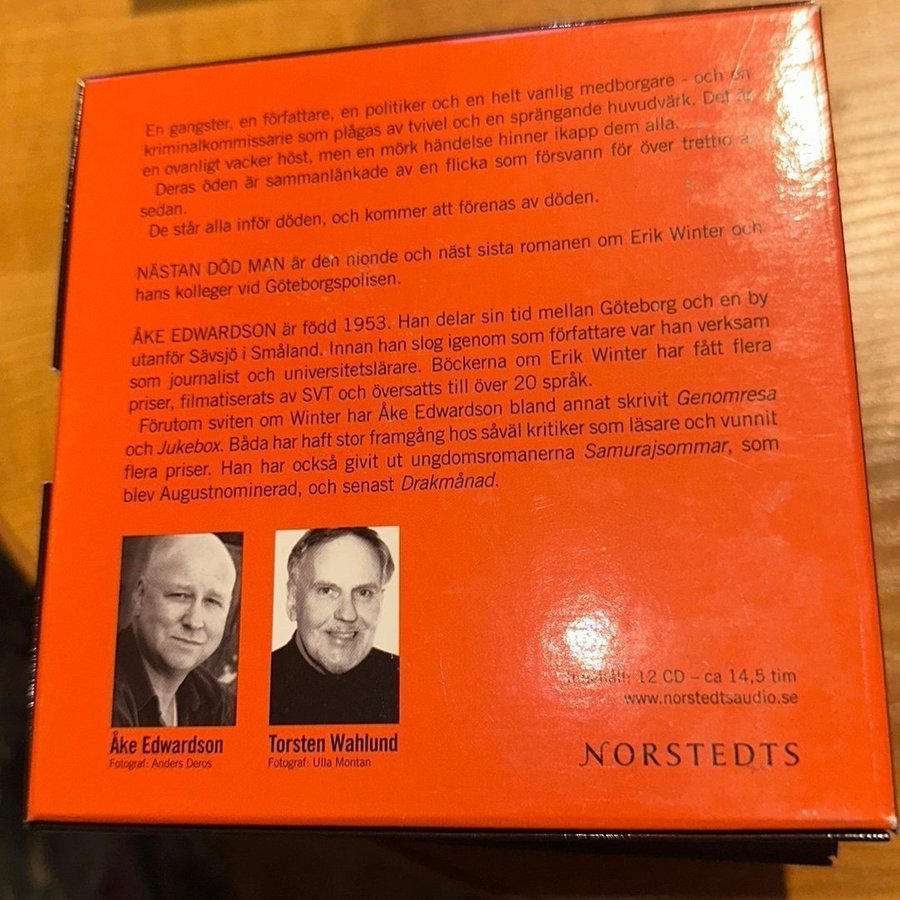 En gangster, en författare, en politiker och en helt vanlig medborgare - och en
kriminalkommissarie som plågas av tvivel och en sprängande huvudvärk. Det är
en ovanligt vacker höst, men en mörk händelse hinner ikapp dem alla.
Deras öden är sammanlänkade av en flicka som försvann för över trettio år
sedan.
De står alla inför döden, och kommer att förenas av döden.
NÄSTAN DÖD MAN är den nionde och näst sista romanen om Erik Winter och
hans kolleger vid Göteborgspolisen.
ÅKE EDWARDSON är född 1953. Han delar sin tid mellan Göteborg och en by
utanför Sävsjö i Småland. Innan han slog igenom som författare var han verksam
som journalist och universitetslärare. Böckerna om Erik Winter har fått flera
priser, filmatiserats av SVT och översatts till över 20 språk.
Förutom sviten om Winter har Åke Edwardson bland annat skrivit Genomresa
och Jukebox. Båda har haft stor framgång hos såväl kritiker som läsare och vunnit
flera priser. Han har också givit ut ungdomsromanerna Samurajsommar, som
blev Augustnominerad, och senast Drakmånad.
Åke Edwardson
Fotograf: Anders Deros
Torsten Wahlund
Fotograf: Ulla Montan
12 CD – ca 14,5 tim
www.norstedtsaudio.se
NORSTEDTS